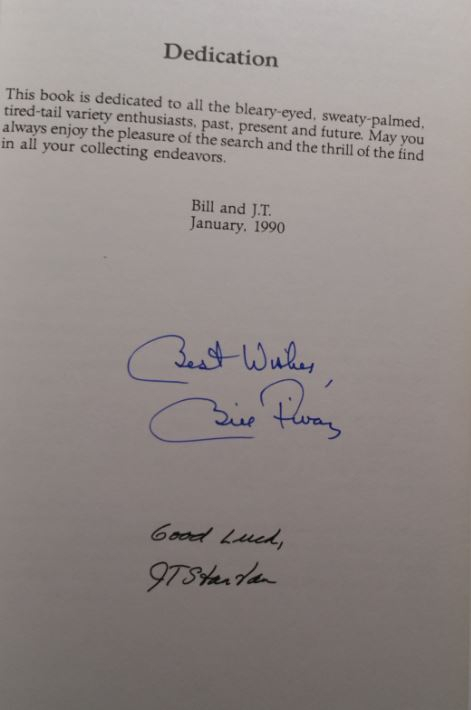 Dedication
This book is dedicated to all the bleary-eyed, sweaty-palmed,
tired-tail variety enthusiasts, past, present and future. May you
always enjoy the pleasure of the search and the thrill of the find
in all your collecting endeavors.
Bill and J.T.
January, 1990
Best Wishes,
Bill Fivaz
Good Luck,
JT Stanton